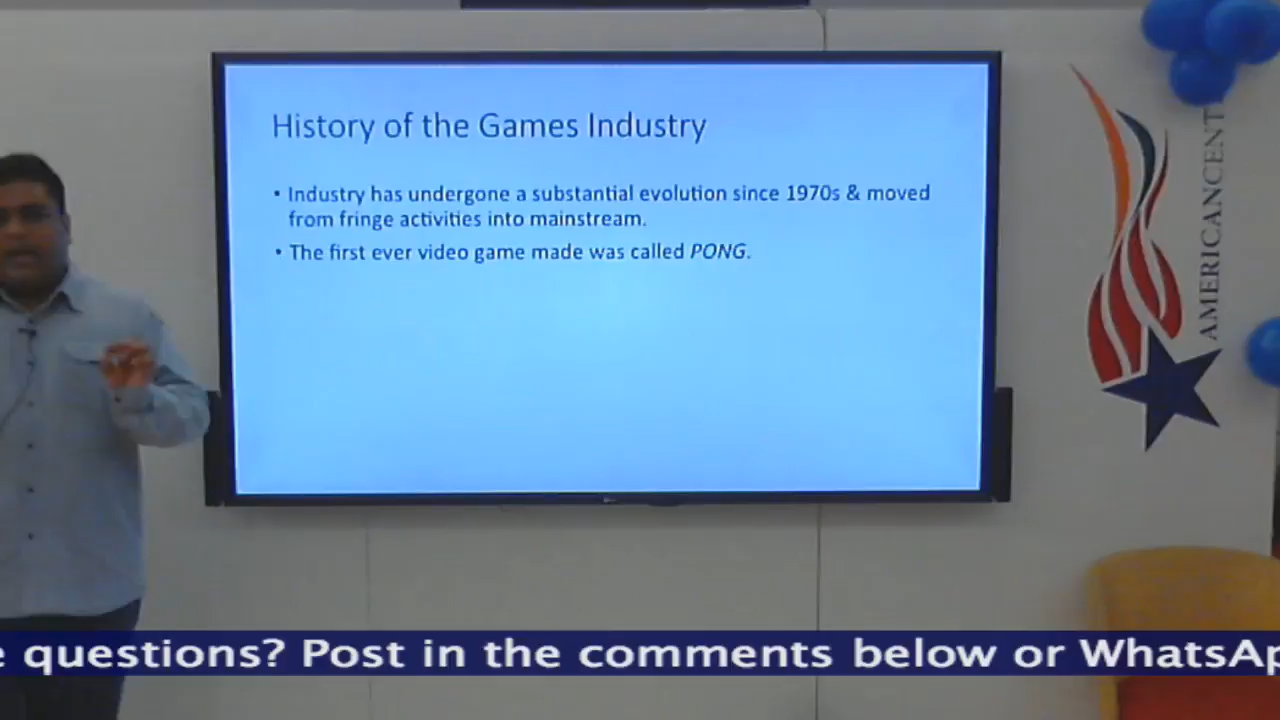 History of the Games Industry
• Industry has undergone a substantial evolution since 1970s & moved
from fringe activities into mainstream.
• The first ever video game made was called PONG.
AMERICANCENT
questions? Post in the comments below or WhatsAp